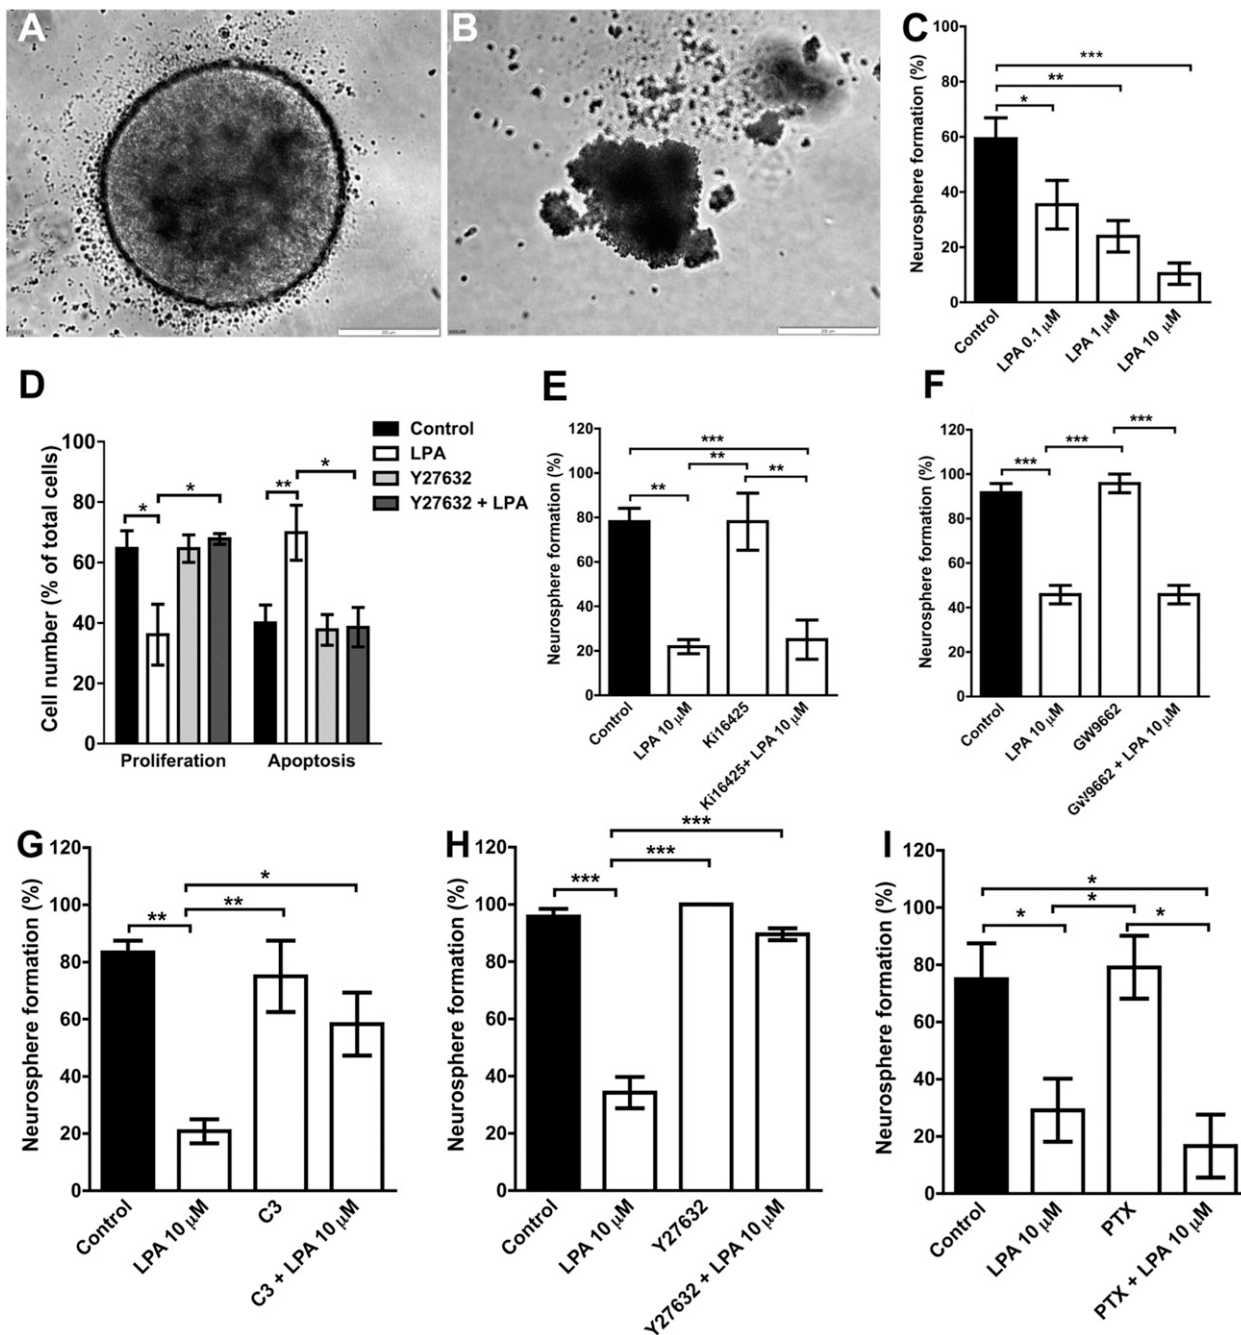 A
B
200 µm
200 µm
C
Neurosphere formation (%)
100
80
60
40
20
0
***
**
*
Control
LPA 0.1 µM
LPA 1 µM
LPA 10 µM
D
Cell number (% of total cells)
100
80
60
40
20
0
*
*
**
*
Proliferation
Apoptosis
Control
LPA
Y27632
Y27632 + LPA
E
Neurosphere formation (%)
120
100
80
60
40
20
0
***
**
**
**
Control
LPA 10 µM
Ki16425
Ki16425+ LPA 10 µM
F
Neurosphere formation (%)
120
100
80
60
40
20
0
***
***
***
Control
LPA 10 µM
GW9662
GW9662 + LPA 10 µM
G
Neurosphere formation (%)
120
100
80
60
40
20
0
*
**
**
Control
LPA 10 µM
C3
C3 + LPA 10 µM
H
Neurosphere formation (%)
120
100
80
60
40
20
0
***
***
***
Control
LPA 10 µM
Y27632
Y27632 + LPA 10 µM
I
Neurosphere formation (%)
120
100
80
60
40
20
0
*
*
*
*
Control
LPA 10 µM
PTX
PTX + LPA 10 µM